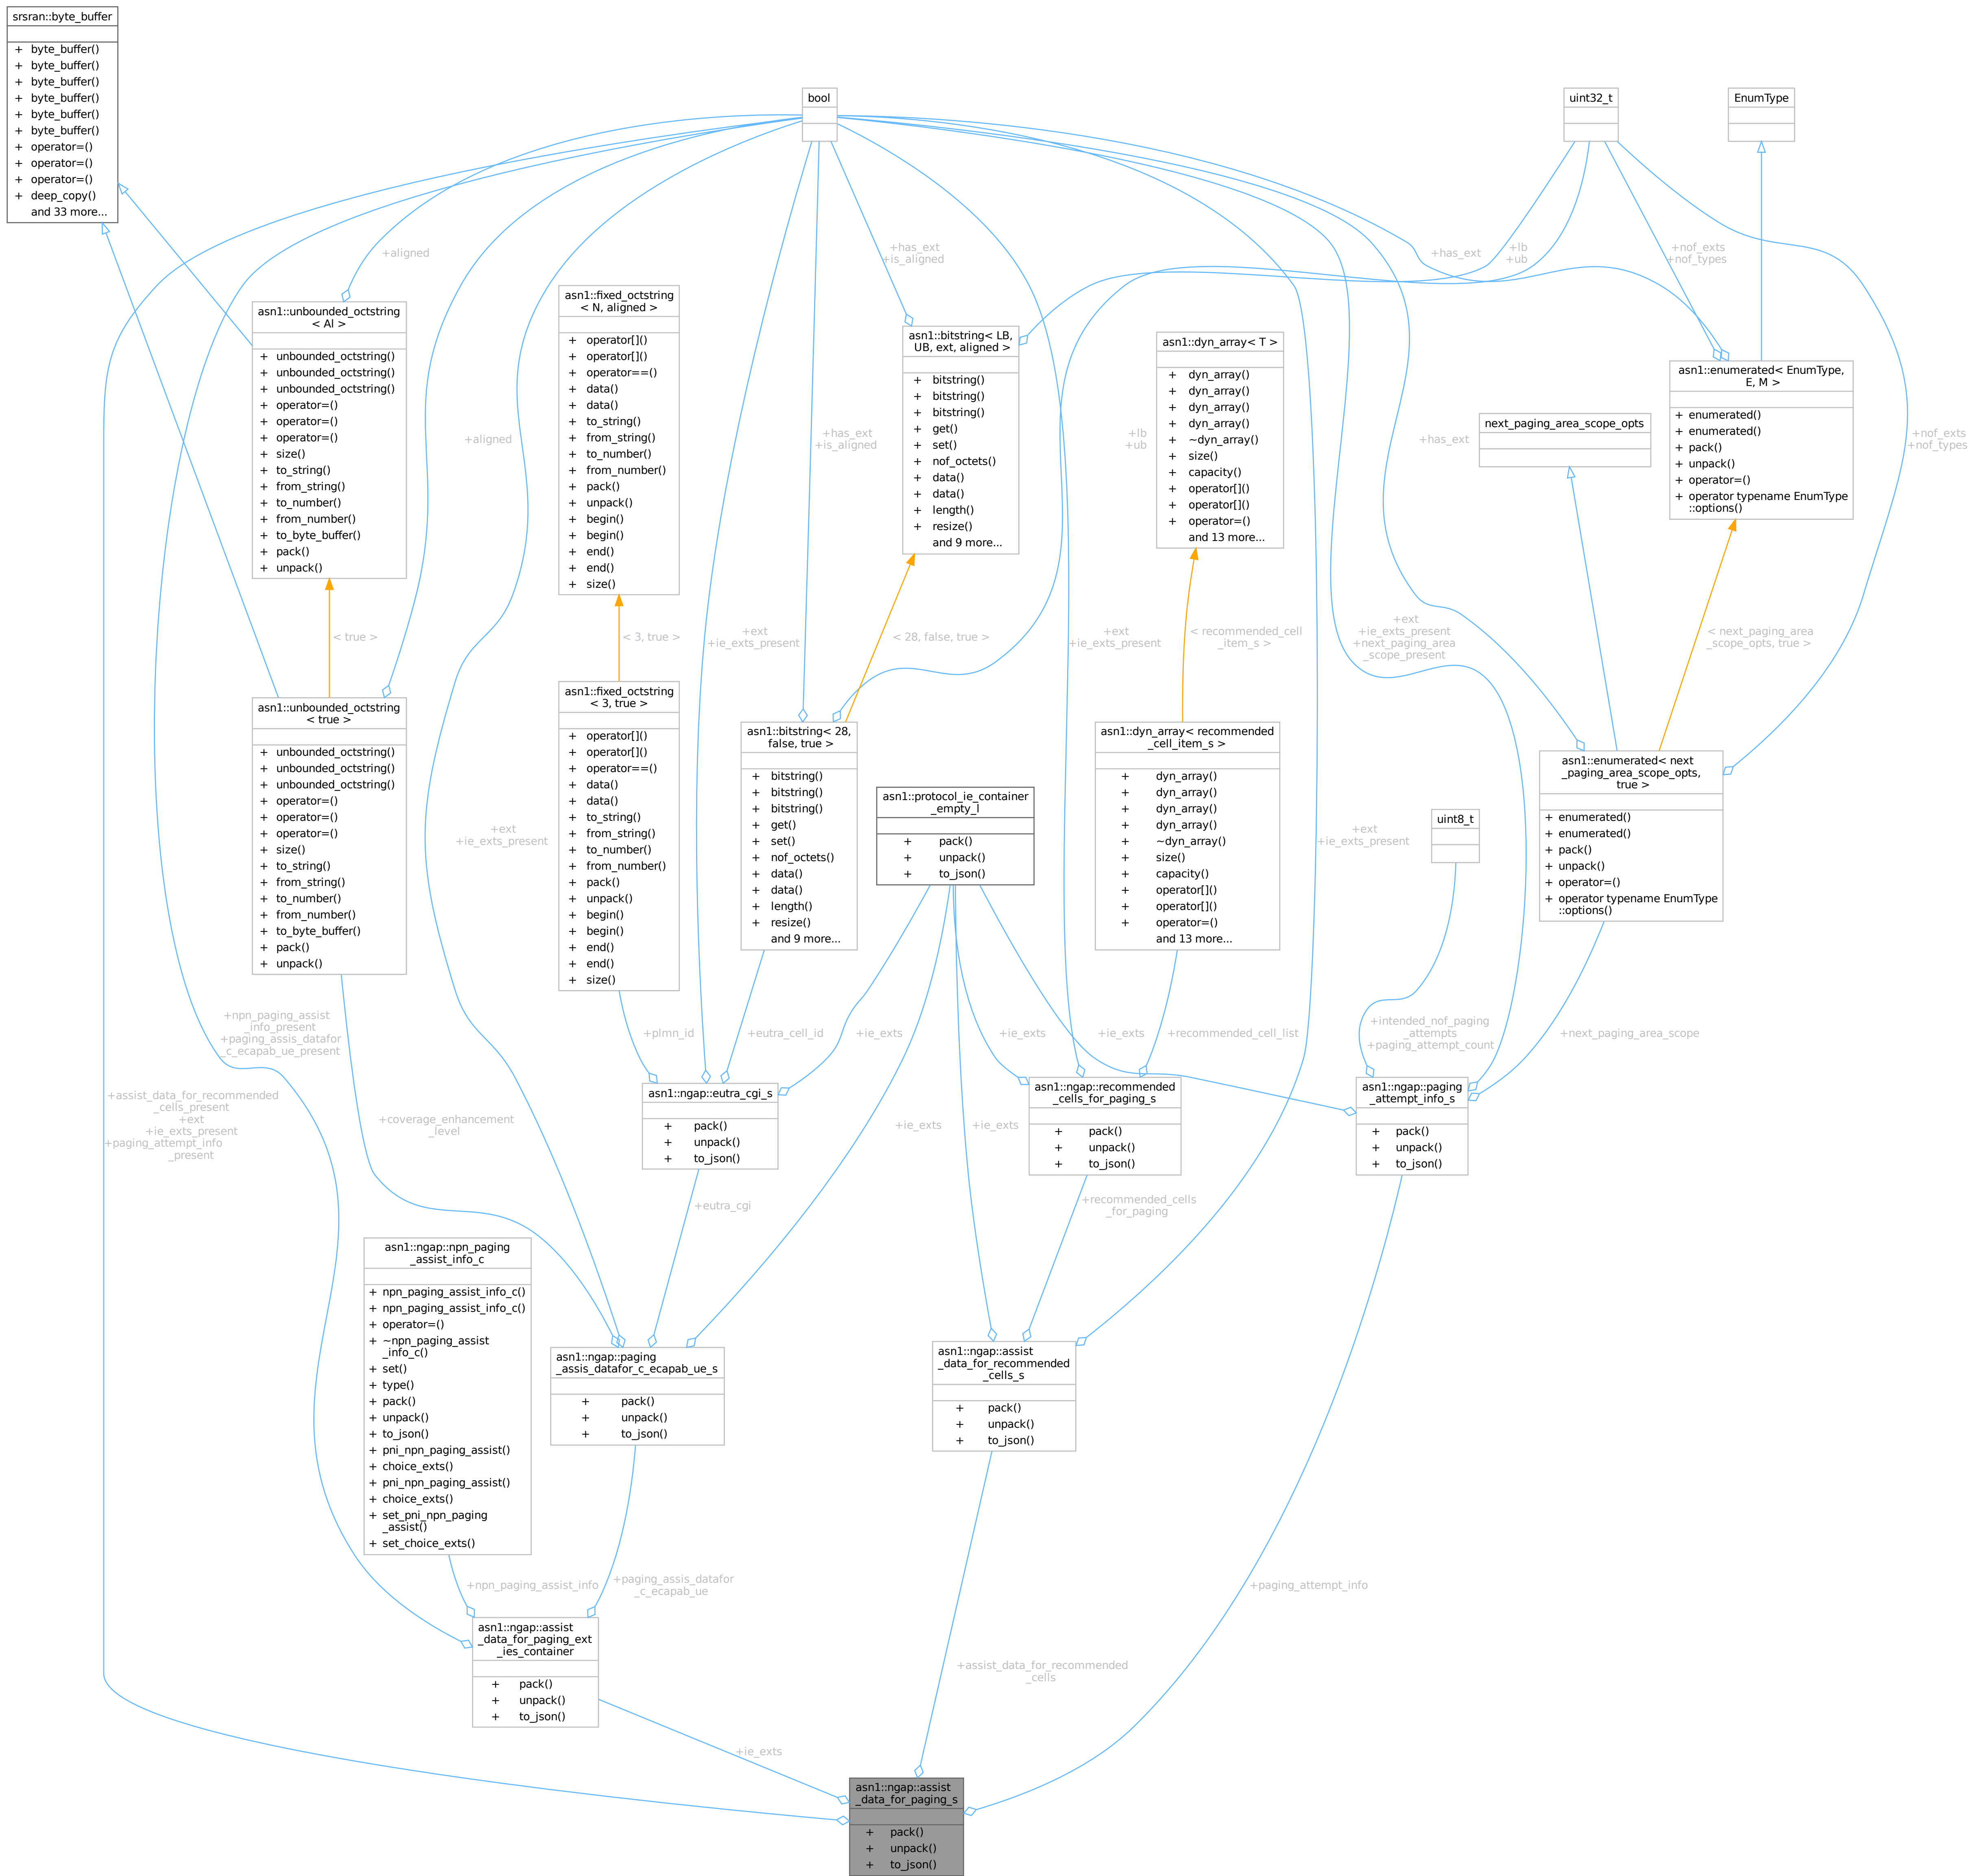 srsran::byte_buffer
+ byte_buffer()
+ byte_buffer()
+ byte_buffer()
+ byte_buffer()
+ byte_buffer()
+ byte_buffer()
+ operator=()
+ operator=()
+ operator=()
+ deep_copy()
and 33 more...
bool
uint32_t
EnumType
+aligned
+has_ext
+is_aligned
+has_ext
+lb
+ub
+nof_exts
+nof_types
asn1::unbounded_octstring
< Al >
+ unbounded_octstring()
+ unbounded_octstring()
+ unbounded_octstring()
+ operator=()
+ operator=()
+ operator=()
+ size()
+ to_string()
+ from_string()
+ to_number()
+ from_number()
+ to_byte_buffer()
+ pack()
+ unpack()
asn1::fixed_octstring
< N, aligned >
+ operator[]()
+ operator[]()
+ operator==()
+ data()
+ data()
+ to_string()
+ from_string()
+ to_number()
+ from_number()
+ pack()
+ unpack()
+ begin()
+ begin()
+ end()
+ end()
+ size()
asn1::bitstring< LB,
UB, ext, aligned >
+ bitstring()
+ bitstring()
+ bitstring()
+ get()
+ set()
+ nof_octets()
+ data()
+ data()
+ length()
+ resize()
and 9 more...
asn1::dyn_array< T >
+ dyn_array()
+ dyn_array()
+ dyn_array()
+ dyn_array()
+ ~dyn_array()
+ size()
+ capacity()
+ operator[]()
+ operator[]()
+ operator=()
and 13 more...
next_paging_area_scope_opts
asn1::enumerated< EnumType,
E, M >
+ enumerated()
+ enumerated()
+ pack()
+ unpack()
+ operator=()
+ operator typename EnumType
::options()
+aligned
+has_ext
+is_aligned
+lb
+ub
+has_ext
+nof_exts
+nof_types
< true >
< 3, true >
+ext
+ie_exts_present
< 28, false, true >
+ext
+ie_exts_present
< recommended_cell
_item_s >
+ext
+ie_exts_present
+next_paging_area
_scope_present
< next_paging_area
_scope_opts, true >
asn1::unbounded_octstring
< true >
+ unbounded_octstring()
+ unbounded_octstring()
+ unbounded_octstring()
+ operator=()
+ operator=()
+ operator=()
+ size()
+ to_string()
+ from_string()
+ to_number()
+ from_number()
+ to_byte_buffer()
+ pack()
+ unpack()
+ext
+ie_exts_present
asn1::fixed_octstring
< 3, true >
+ operator[]()
+ operator[]()
+ operator==()
+ data()
+ data()
+ to_string()
+ from_string()
+ to_number()
+ from_number()
+ pack()
+ unpack()
+ begin()
+ begin()
+ end()
+ end()
+ size()
asn1::bitstring< 28,
false, true >
+ bitstring()
+ bitstring()
+ bitstring()
+ get()
+ set()
+ nof_octets()
+ data()
+ data()
+ length()
+ resize()
and 9 more...
asn1::protocol_ie_container
_empty_l
+ pack()
+ unpack()
+ to_json()
asn1::dyn_array< recommended
_cell_item_s >
+ dyn_array()
+ dyn_array()
+ dyn_array()
+ dyn_array()
+ ~dyn_array()
+ size()
+ capacity()
+ operator[]()
+ operator[]()
+ operator=()
and 13 more...
+ext
+ie_exts_present
uint8_t
asn1::enumerated< next
_paging_area_scope_opts,
true >
+ enumerated()
+ enumerated()
+ pack()
+ unpack()
+ operator=()
+ operator typename EnumType
::options()
+npn_paging_assist
_info_present
+paging_assis_datafor
_c_ecapab_ue_present
+plmn_id
+eutra_cell_id
+ie_exts
+ie_exts
+ie_exts
+recommended_cell_list
+intended_nof_paging
_attempts
+paging_attempt_count
+next_paging_area_scope
+assist_data_for_recommended
_cells_present
+ext
+ie_exts_present
+paging_attempt_info
_present
+coverage_enhancement
_level
asn1::ngap::eutra_cgi_s
+ pack()
+ unpack()
+ to_json()
+ie_exts
+ie_exts
asn1::ngap::recommended
_cells_for_paging_s
+ pack()
+ unpack()
+ to_json()
asn1::ngap::paging
_attempt_info_s
+ pack()
+ unpack()
+ to_json()
+eutra_cgi
+recommended_cells
_for_paging
asn1::ngap::npn_paging
_assist_info_c
+ npn_paging_assist_info_c()
+ npn_paging_assist_info_c()
+ operator=()
+ ~npn_paging_assist
_info_c()
+ set()
+ type()
+ pack()
+ unpack()
+ to_json()
+ pni_npn_paging_assist()
+ choice_exts()
+ pni_npn_paging_assist()
+ choice_exts()
+ set_pni_npn_paging
_assist()
+ set_choice_exts()
asn1::ngap::paging
_assis_datafor_c_ecapab_ue_s
+ pack()
+ unpack()
+ to_json()
asn1::ngap::assist
_data_for_recommended
_cells_s
+ pack()
+ unpack()
+ to_json()
+npn_paging_assist_info
+paging_assis_datafor
_c_ecapab_ue
+paging_attempt_info
asn1::ngap::assist
_data_for_paging_ext
_ies_container
+ pack()
+ unpack()
+ to_json()
+assist_data_for_recommended
_cells
+ie_exts
asn1::ngap::assist
_data_for_paging_s
+ pack()
+ unpack()
+ to_json()